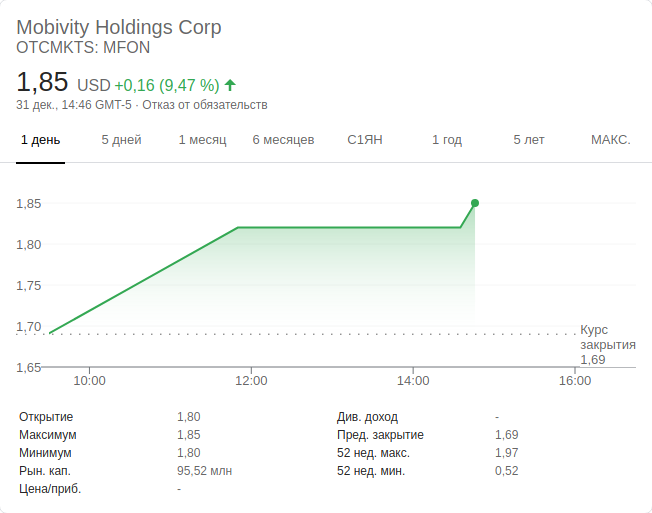 Mobivity Holdings Corp
OTCMKTS: MFON
1,85 USD +0,16 (9,47 %) ↑
31 дек., 14:46 GMT-5 · Отказ от обязательств
1 день 5 дней 1 месяц 6 месяцев С1ЯН 1 год 5 лет МАКС.
1,85
1,80
1,75
1,70
Курс
закрытия
1,69
1,65
10:00 12:00 14:00 16:00
Открытие 1,80 Див. доход -
Максимум 1,85 Пред. закрытие 1,69
Минимум 1,80 52 нед. макс. 1,97
Рын. кап. 95,52 млн 52 нед. мин. 0,52
Цена/приб. -